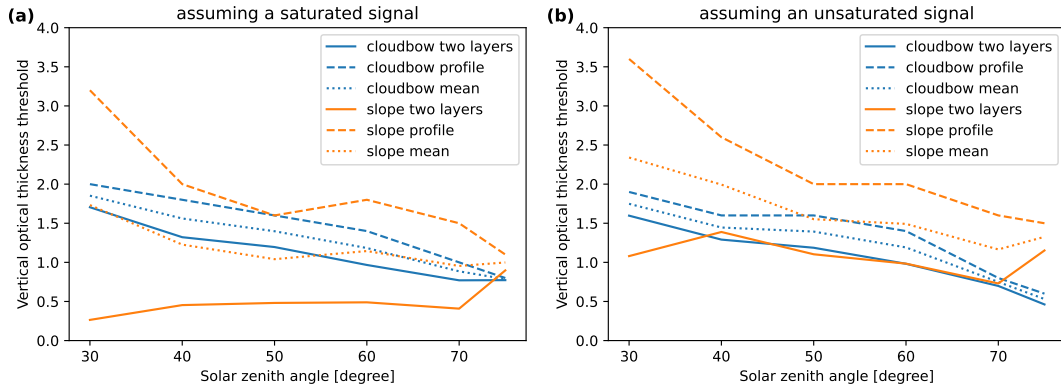 (a)
assuming a saturated signal
4.0
3.5
3.0
2.5
2.0
1.5
1.0
0.5
0.0
Vertical optical thickness threshold
cloudbow two layers
cloudbow profile
cloudbow mean
slope two layers
slope profile
slope mean
30 40 50 60 70
Solar zenith angle [degree]
(b)
assuming an unsaturated signal
4.0
3.5
3.0
2.5
2.0
1.5
1.0
0.5
0.0
Vertical optical thickness threshold
cloudbow two layers
cloudbow profile
cloudbow mean
slope two layers
slope profile
slope mean
30 40 50 60 70
Solar zenith angle [degree]